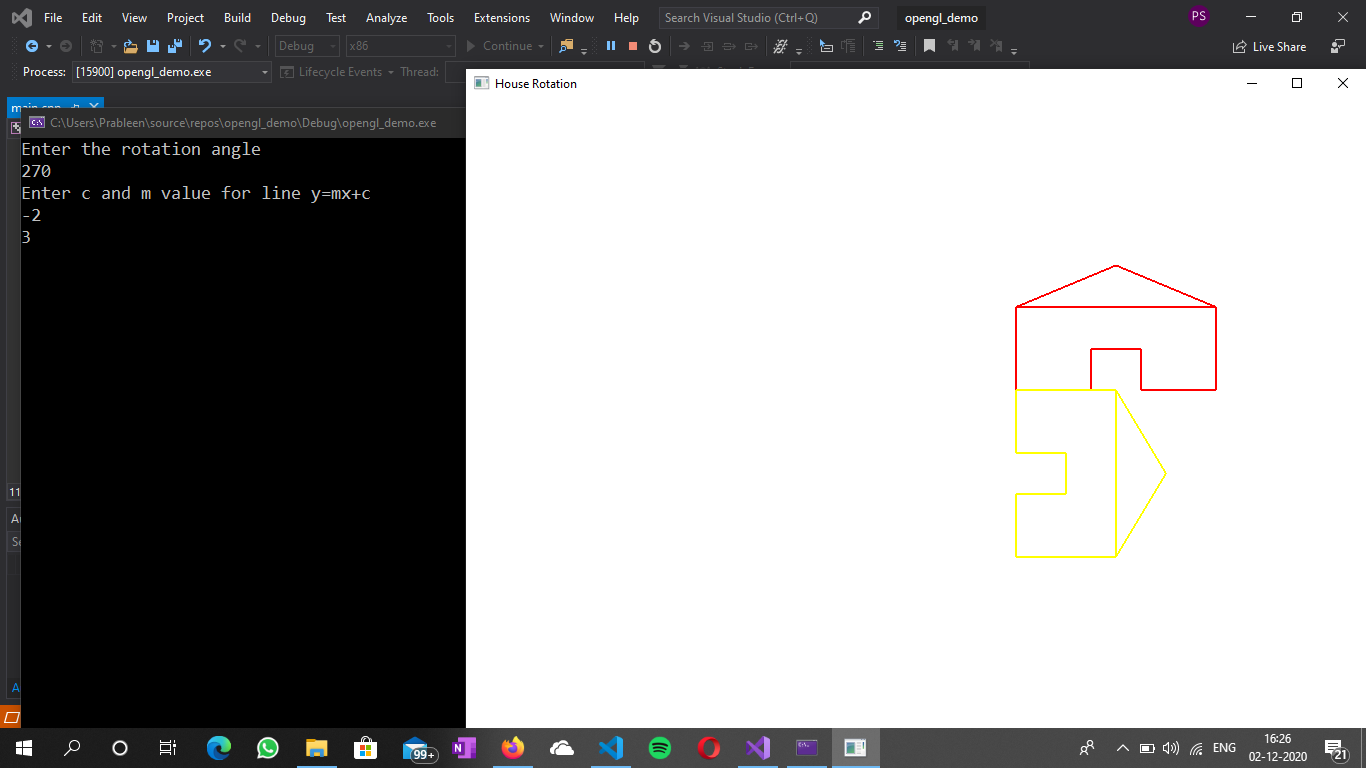 File Edit View Project Build Debug Test Analyze Tools Extensions Window Help Search Visual Studio (Ctrl+Q) opengl_demo PS
Debug x86 Continue Live Share
Process: [15900] opengl_demo.exe Lifecycle Events Thread:
House Rotation
main.cpp
C:\Users\Prableen\source\repos\opengl_demo\Debug\opengl_demo.exe
Enter the rotation angle
270
Enter c and m value for line y=mx+c
-2
3
11
99+ ENG 16:26
02-12-2020 21